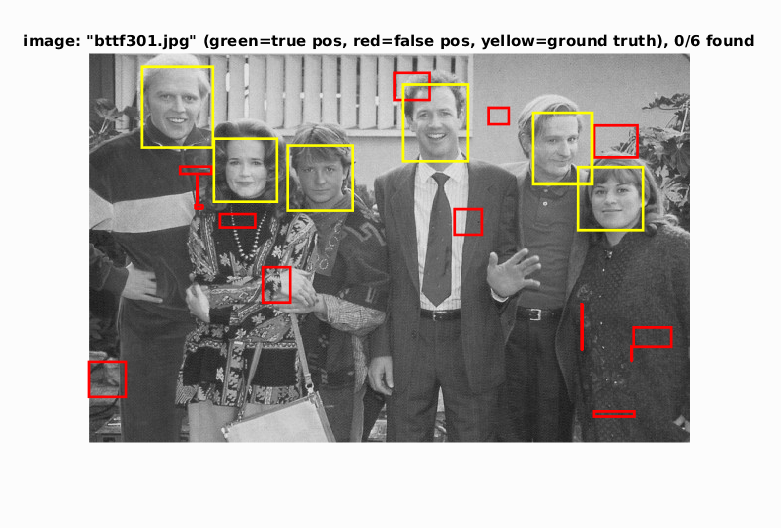 image: "bttf301.jpg" (green=true pos, red=false pos, yellow=ground truth), 0/6 found